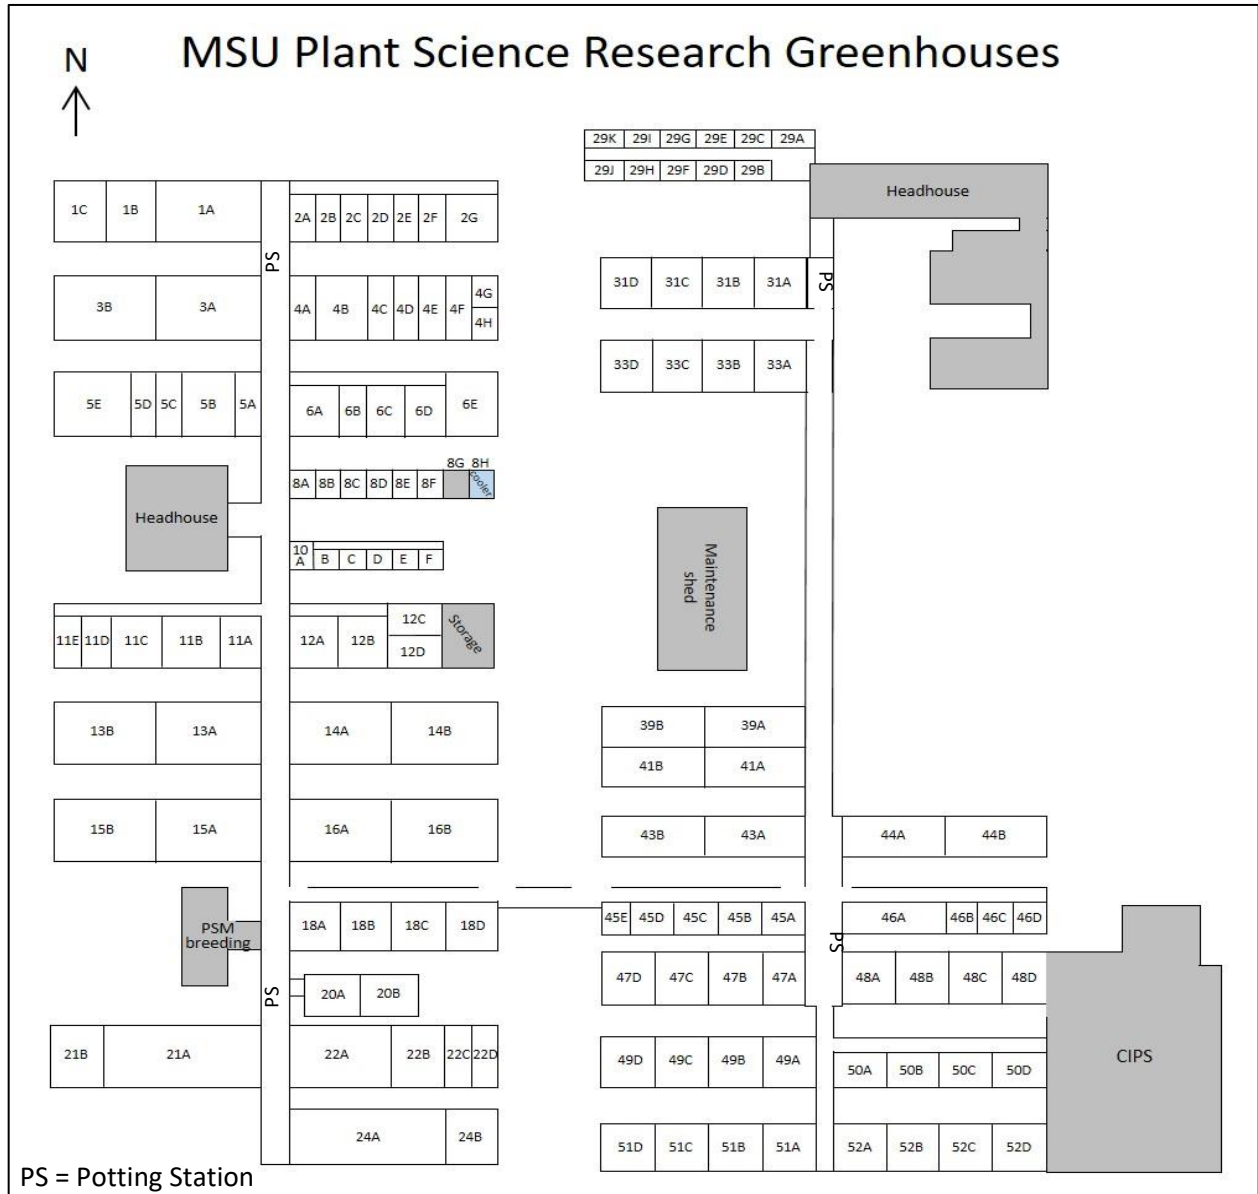 MSU Plant Science Research Greenhouses
N
29K 29I 29G 29E 29C 29A
29J 29H 29F 29D 29B
Headhouse
1C 1B 1A
2A 2B 2C 2D 2E 2F 2G
PS
31D 31C 31B 31A
PS
3B 3A
4A 4B 4C 4D 4E 4F 4G
4H
33D 33C 33B 33A
5E 5D 5C 5B 5A
6A 6B 6C 6D 6E
8G 8H
8A 8B 8C 8D 8E 8F
cooler
Headhouse
10
A B C D E F
Maintenance
shed
11E 11D 11C 11B 11A
12A 12B
12C
12D
Storage
13B 13A 14A 14B
39B 39A
41B 41A
15B 15A 16A 16B
43B 43A 44A 44B
PSM
breeding
18A 18B 18C 18D
45E 45D 45C 45B 45A
46A 46B 46C 46D
PS
PS
20A 20B
47D 47C 47B 47A
48A 48B 48C 48D
21B 21A
22A 22B 22C 22D
49D 49C 49B 49A
50A 50B 50C 50D
CIPS
24A 24B
51D 51C 51B 51A
52A 52B 52C 52D
PS = Potting Station